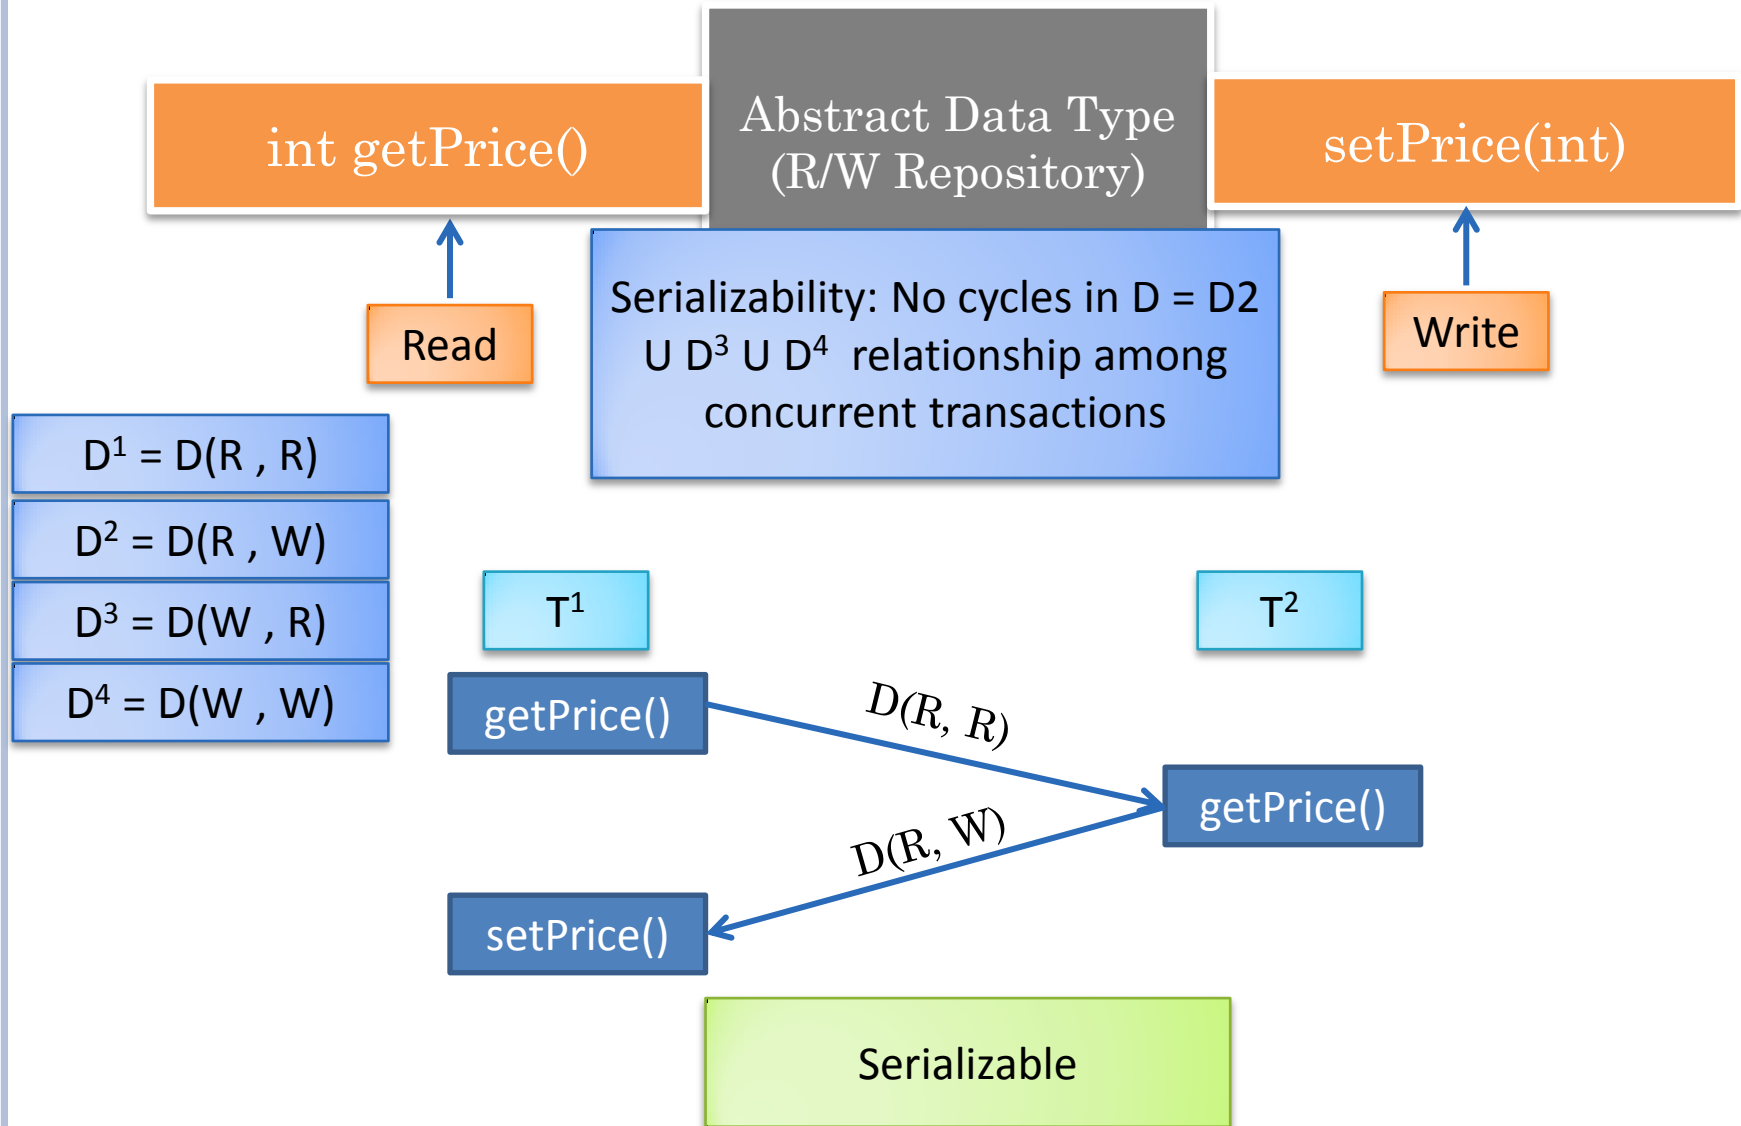 int getPrice()
Abstract Data Type
(R/W Repository)
setPrice(int)
Read
Serializability: No cycles in D = D2
U D³ U D⁴ relationship among
concurrent transactions
Write
D¹ = D(R , R)
D² = D(R , W)
D³ = D(W , R)
D⁴ = D(W , W)
T¹
T²
getPrice()
D(R, R)
getPrice()
D(R, W)
setPrice()
Serializable